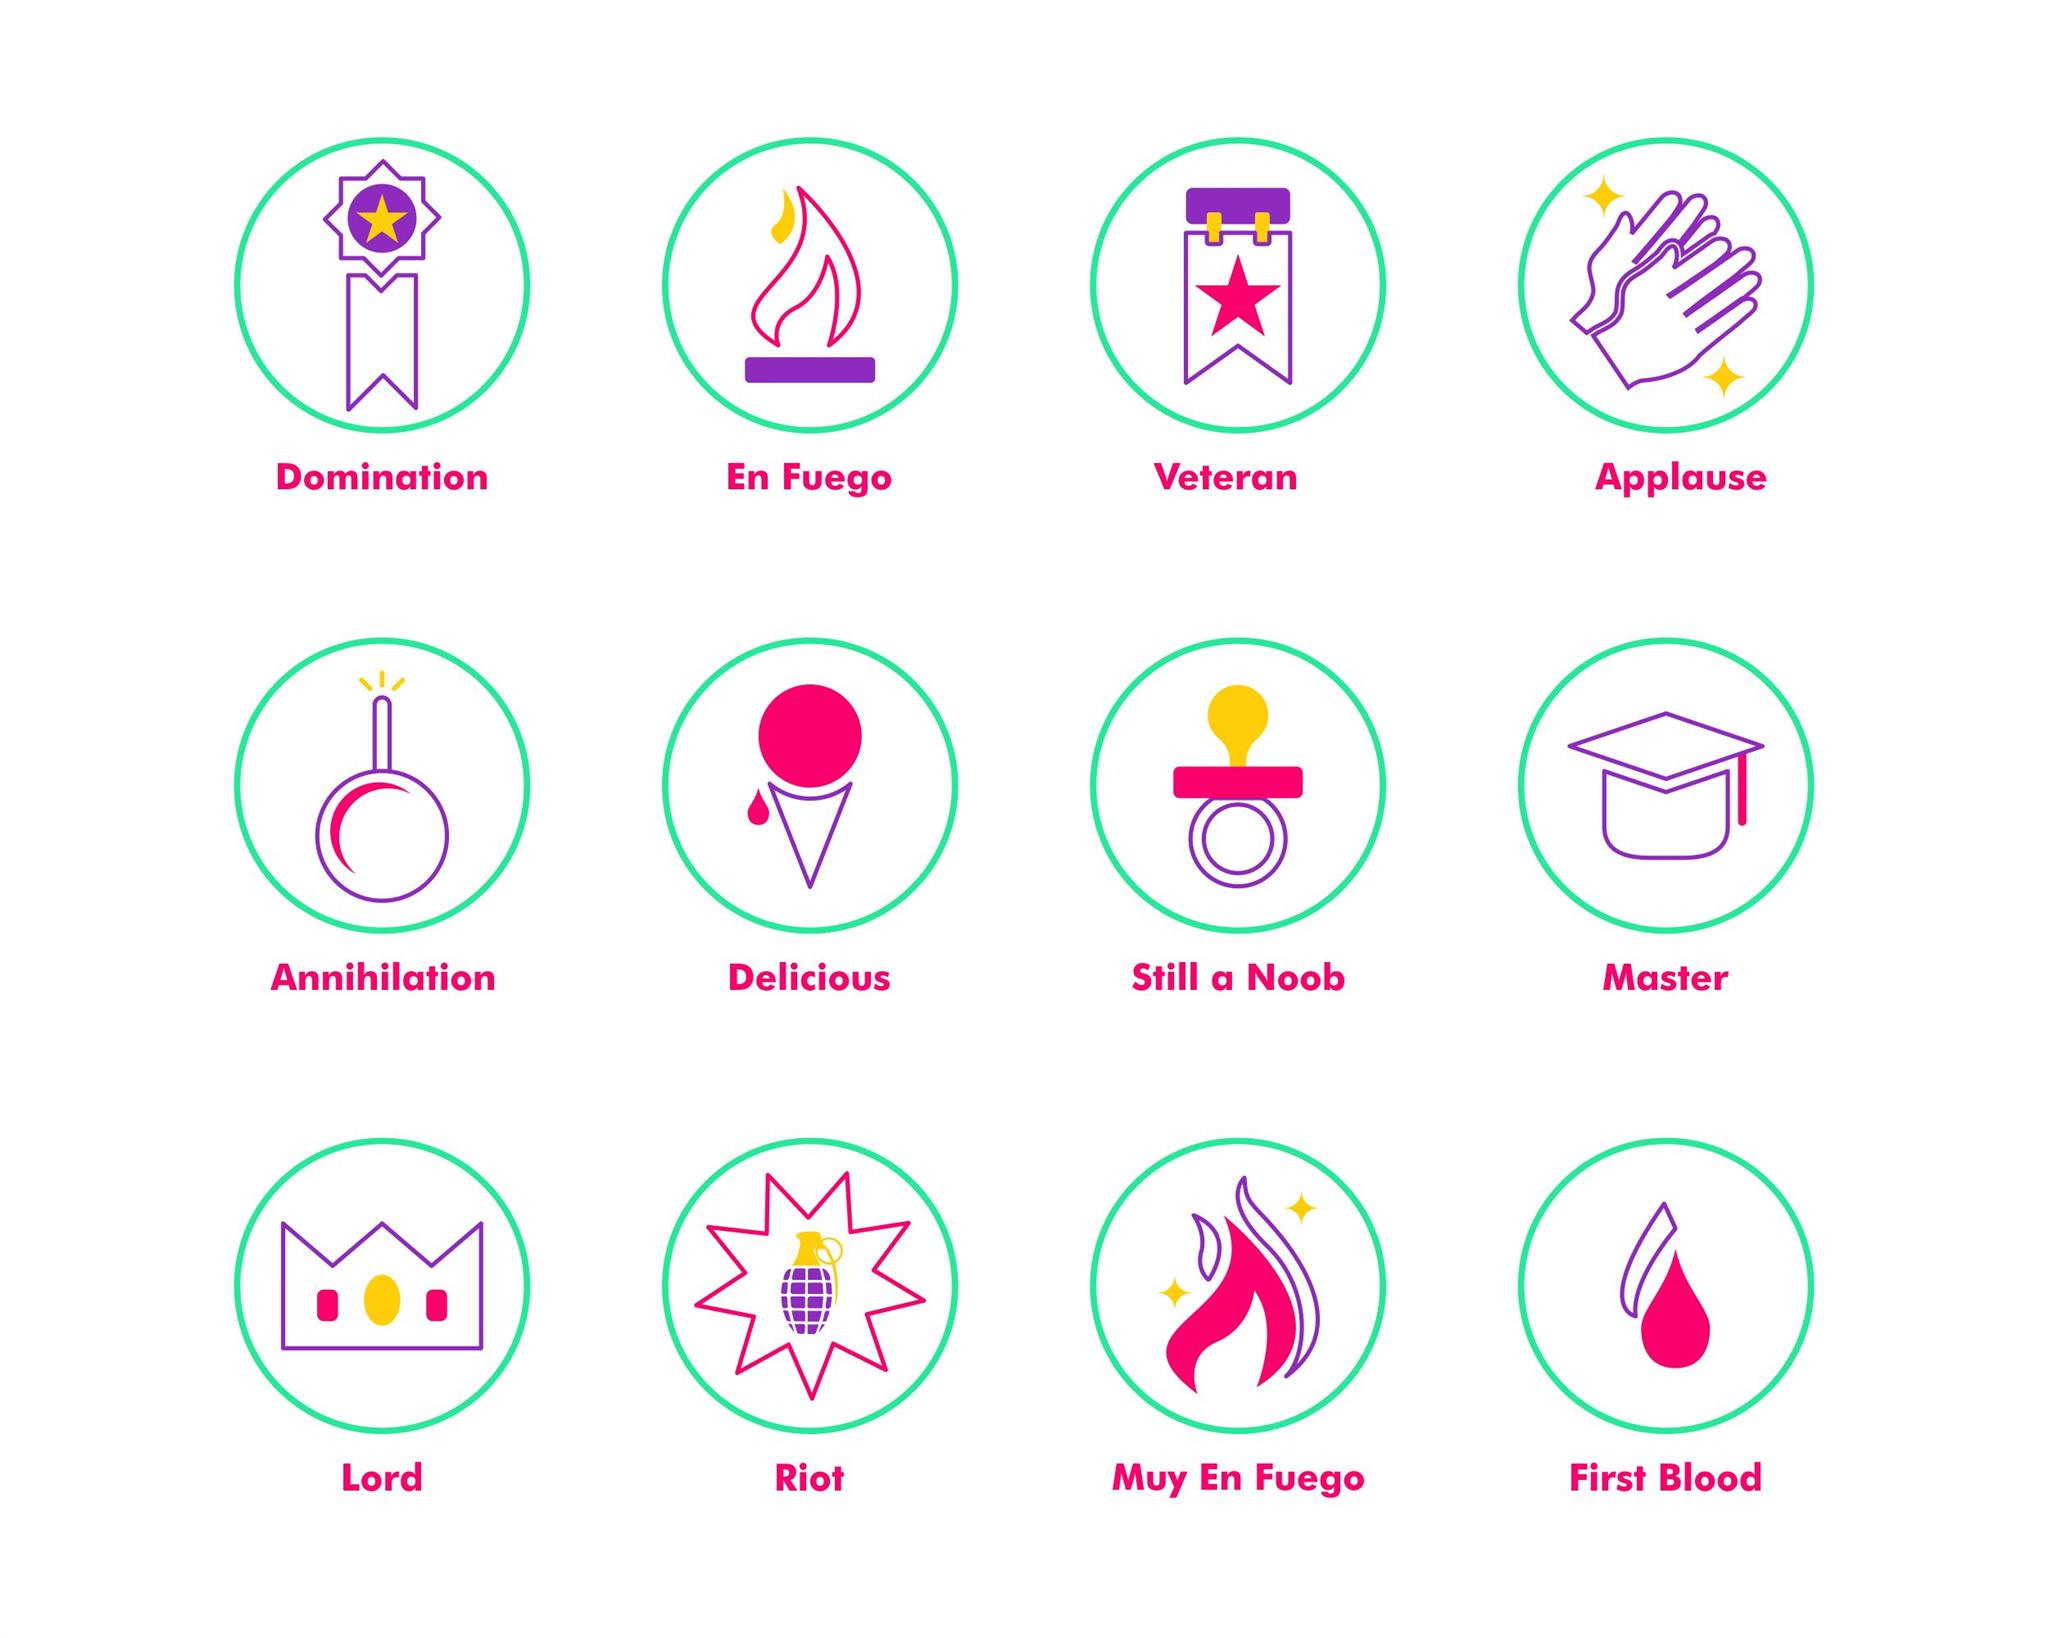 Domination
En Fuego
Veteran
Applause
Annihilation
Delicious
Still a Noob
Master
Lord
Riot
Muy En Fuego
First Blood